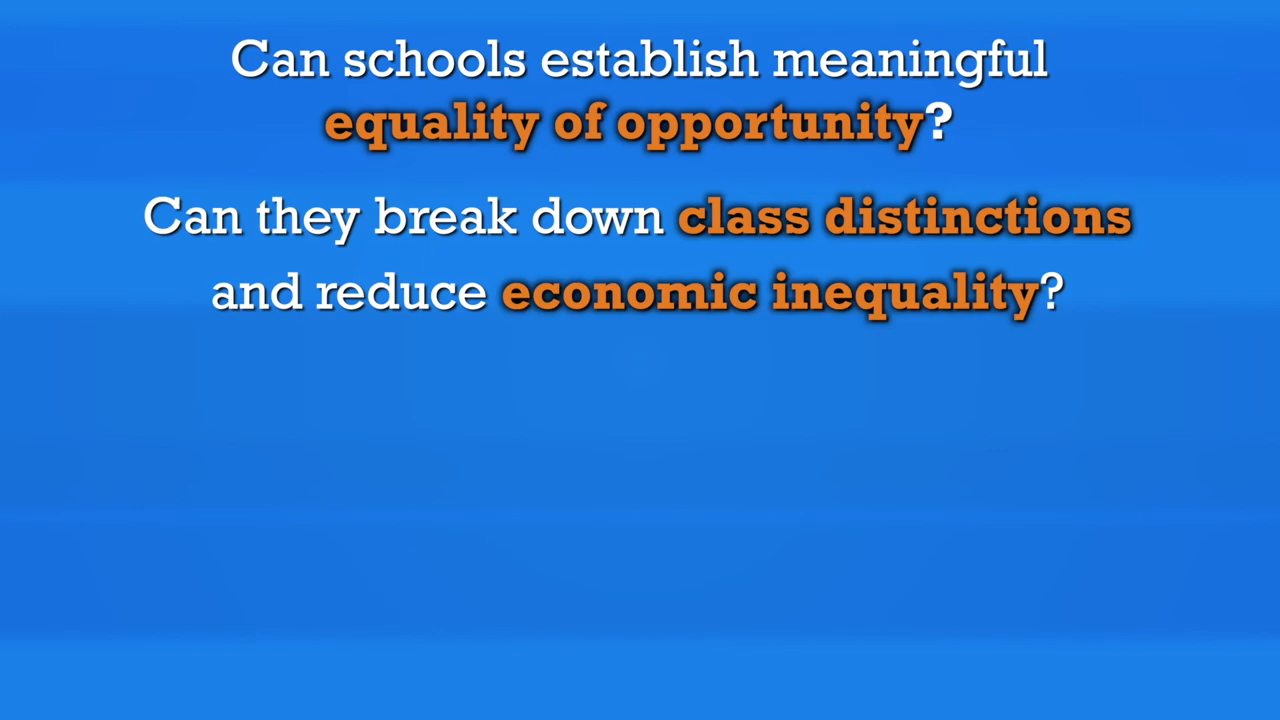 Can schools establish meaningful
equality of opportunity?
Can they break down class distinctions
and reduce economic inequality?